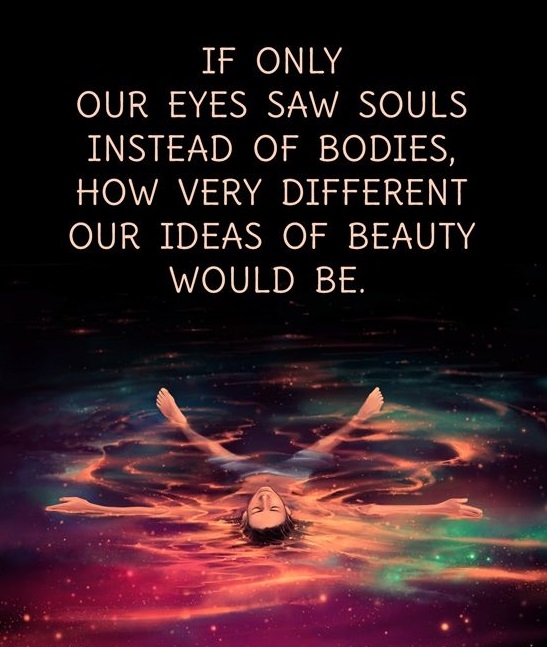 IF ONLY
OUR EYES SAW SOULS
INSTEAD OF BODIES,
HOW VERY DIFFERENT
OUR IDEAS OF BEAUTY
WOULD BE.